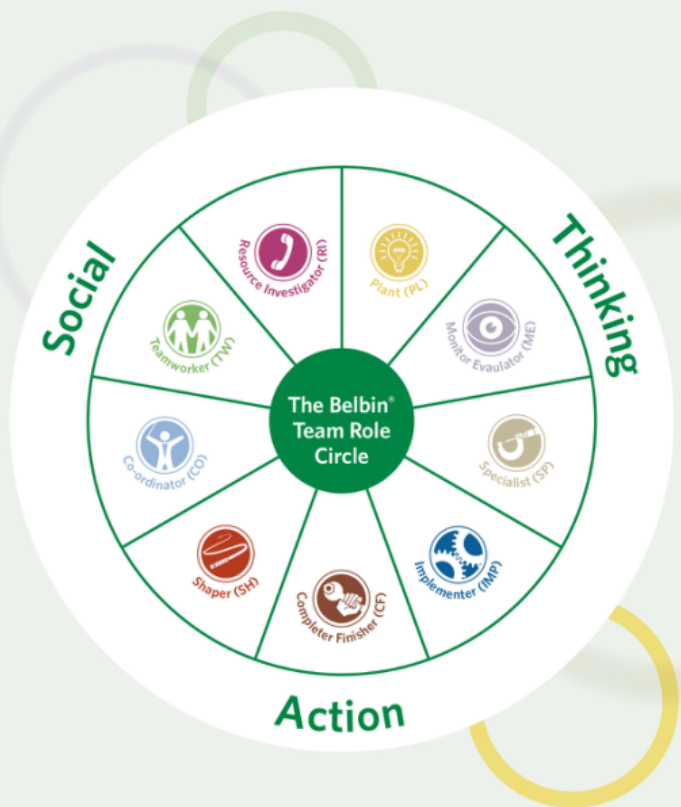 Social
Thinking
Action
The Belbin®
Team Role
Circle
Resource Investigator (RI)
Plant (PL)
Monitor Evaulator (ME)
Specialist (SP)
Implementer (IMP)
Completer Finisher (CF)
Shaper (SH)
Co-ordinator (CO)
Teamworker (TW)